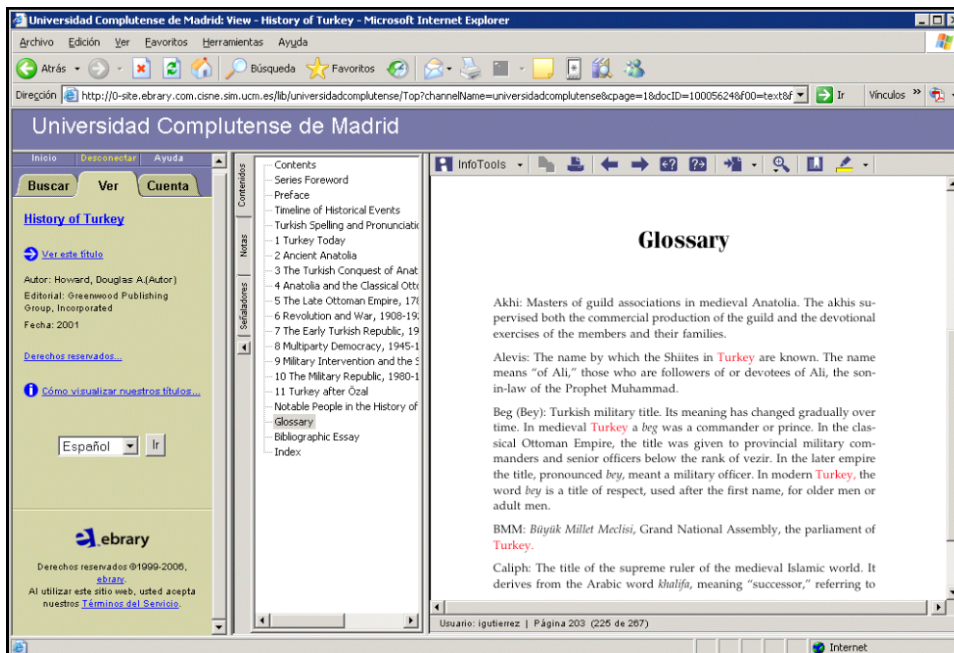 Universidad Complutense de Madrid: View - History of Turkey - Microsoft Internet Explorer
Archivo Edición Ver Favoritos Herramientas Ayuda
Atrás Búsqueda Favoritos
Dirección http://0-site.ebrary.com.cisne.sim.ucm.es/lib/universidadcomplutense/Top?channelName=universidadcomplutense&cpage=1&docID=10005624&f00=text&f Ir Vínculos »
Universidad Complutense de Madrid
Inicio Desconectar Ayuda
Buscar Ver Cuenta
History of Turkey
Ver este título
Autor: Howard, Douglas A.(Autor)
Editorial: Greenwood Publishing
Group, Incorporated
Fecha: 2001
Derechos reservados...
Cómo visualizar nuestros títulos...
Español Ir
ebrary
Derechos reservados ©1999-2006,
ebrary.
Al utilizar este sitio web, usted acepta
nuestros Términos del Servicio.
Contenidos
Notas
Señaladores
Contents
Series Foreword
Preface
Timeline of Historical Events
Turkish Spelling and Pronunciatic
1 Turkey Today
2 Ancient Anatolia
3 The Turkish Conquest of Anat
4 Anatolia and the Classical Otto
5 The Late Ottoman Empire, 178
6 Revolution and War, 1908-192
7 The Early Turkish Republic, 19
8 Multiparty Democracy, 1945-1
9 Military Intervention and the S
10 The Military Republic, 1980-1
11 Turkey after Özal
Notable People in the History of
Glossary
Bibliographic Essay
Index
InfoTools
Glossary
Akhi: Masters of guild associations in medieval Anatolia. The akhis su-
pervised both the commercial production of the guild and the devotional
exercises of the members and their families.
Alevis: The name by which the Shiites in Turkey are known. The name
means “of Ali,” those who are followers of or devotees of Ali, the son-
in-law of the Prophet Muhammad.
Beg (Bey): Turkish military title. Its meaning has changed gradually over
time. In medieval Turkey a beg was a commander or prince. In the clas-
sical Ottoman Empire, the title was given to provincial military com-
manders and senior officers below the rank of vezir. In the later empire
the title, pronounced bey, meant a military officer. In modern Turkey, the
word bey is a title of respect, used after the first name, for older men or
adult men.
BMM: Büyük Millet Meclisi, Grand National Assembly, the parliament of
Turkey.
Caliph: The title of the supreme ruler of the medieval Islamic world. It
derives from the Arabic word khalifa, meaning “successor,” referring to
Usuario: igutierrez | Página 203 (225 de 267)
Internet